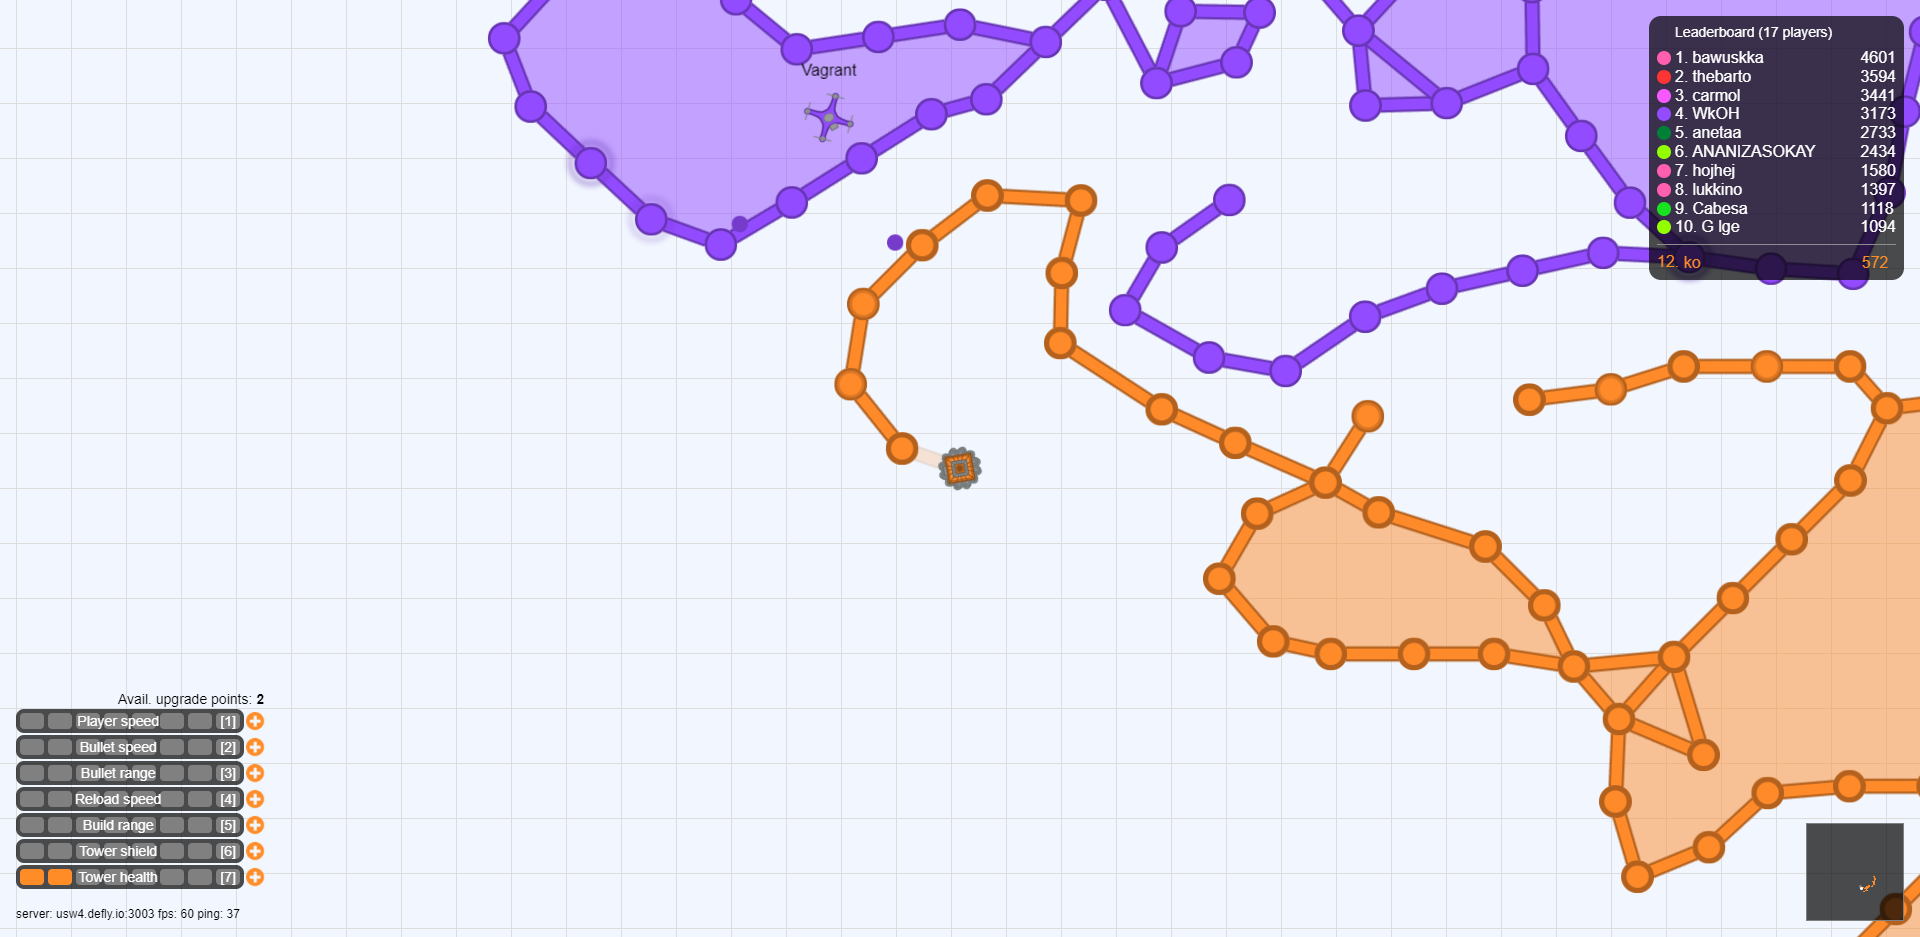 Vagrant
Leaderboard (17 players)
1. bawuskka 4601
2. thebarto 3594
3. carmol 3441
4. WkOH 3173
5. anetaa 2733
6. ANANIZASOKAY 2434
7. hojhej 1580
8. lukkino 1397
9. Cabesa 1118
10. G lge 1094
12. ko 572
Avail. upgrade points: 2
Player speed [1]
Bullet speed [2]
Bullet range [3]
Reload speed [4]
Build range [5]
Tower shield [6]
Tower health [7]
server: usw4.defly.io:3003 fps: 60 ping: 37